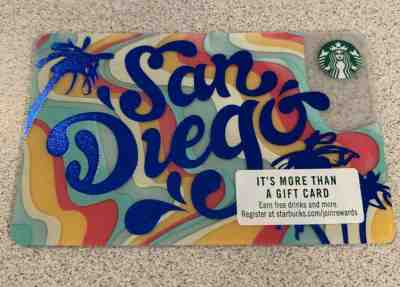 San
Diego
IT'S MORE THAN
A GIFT CARD
Earn free drinks and more.
Register at starbucks.com/joinrewards